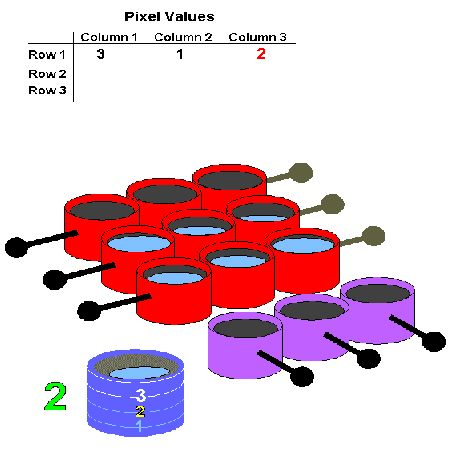 Pixel Values
Column 1 Column 2 Column 3
Row 1 3 1 2
Row 2
Row 3
3
2
2
1